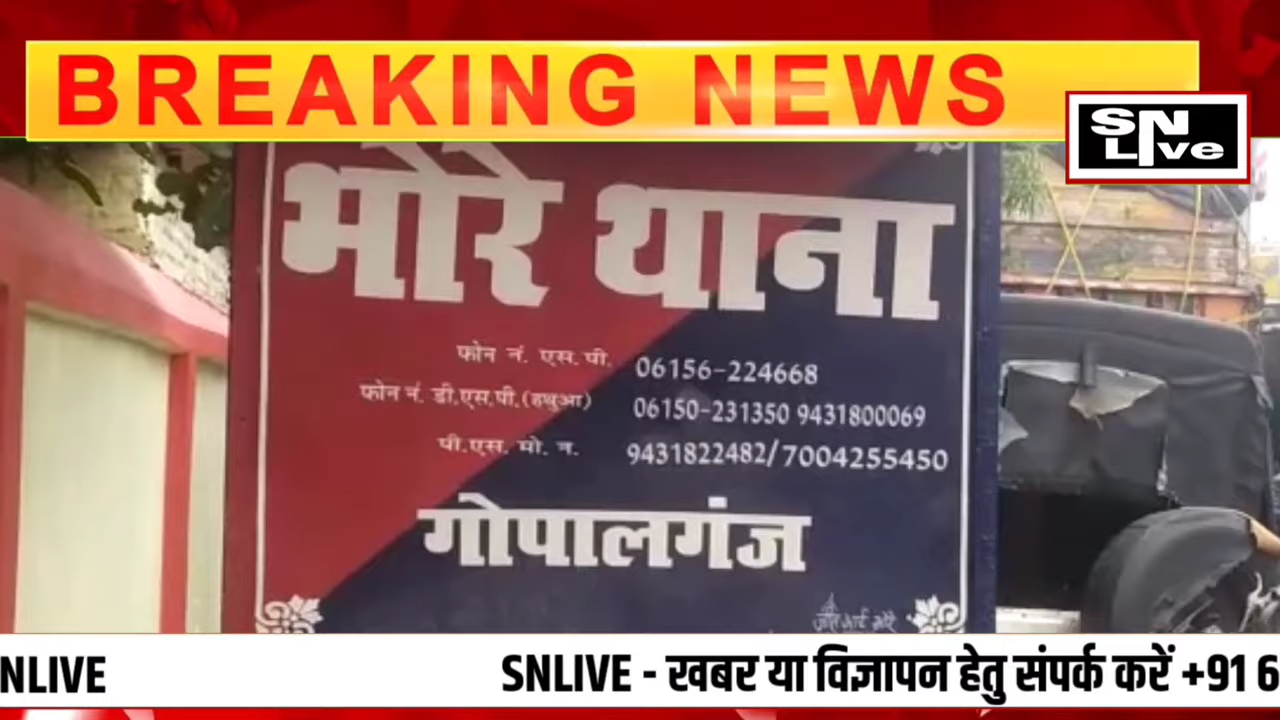 BREAKING NEWS
SN
Live
भोरे थाना
फोन नं. एस.पी. 06156-224668
फोन नं. डी.एस.पी.(हथुआ) 06150-231350 9431800069
पी.एस. मो. न. 9431822482/7004255450
गोपालगंज
NLIVE SNLIVE - खबर या विज्ञापन हेतु संपर्क करें +91 6